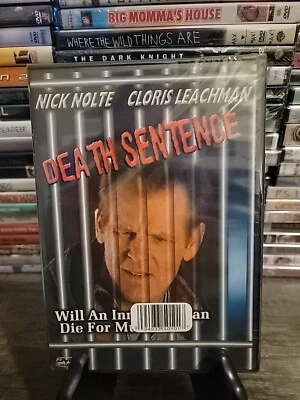 BIG MOMMA'S HOUSE
WHERE THE WILD THINGS ARE
THE DARK KNIGHT
NICK NOLTE CLORIS LEACHMAN
DEATH SENTENCE
Will An Inn an
Die For Mu